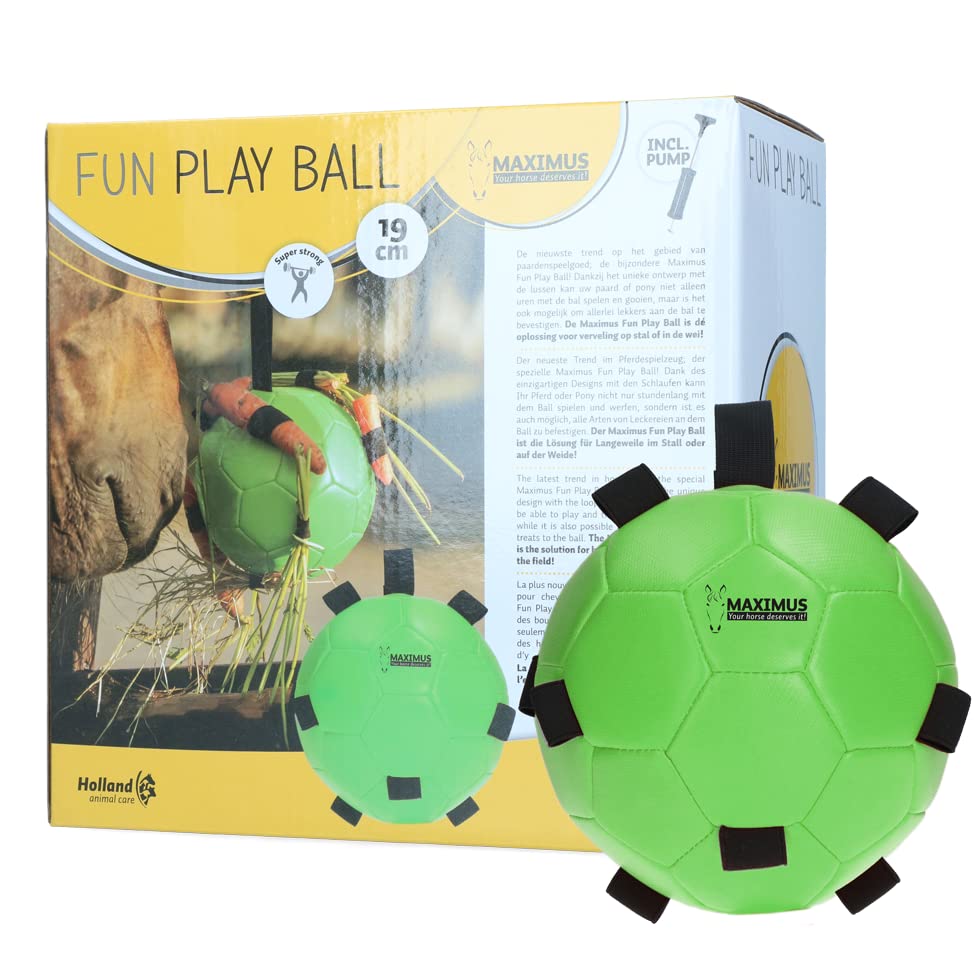 FUN PLAY BALL
MAXIMUS
Your horse deserves it!
INCL.
PUMP
FUN PLAY BALL
19
cm
Super strong
De nieuwste trend op het gebied van
paardenspeelgoed; de bijzondere Maximus
Fun Play Ball! Dankzij het unieke ontwerp met
de lussen kan uw paard of pony niet alleen
uren met de bal spelen en gooien, maar is het
ook mogelijk om allerlei lekkers aan de bal te
bevestigen. De Maximus Fun Play Ball is dé
oplossing voor verveling op stal of in de wei!
Der neueste Trend im Pferdespielzeug; der
spezielle Maximus Fun Play Ball! Dank des
einzigartigen Designs mit den Schlaufen kann
Ihr Pferd oder Pony nicht nur stundenlang mit
dem Ball spielen und werfen, sondern ist es
auch möglich, alle Arten von Leckereien an dem
Ball zu befestigen. Der Maximus Fun Play Ball
ist die Lösung für Langeweile im Stall oder
auf der Weide!
The latest trend in the special
Maximus Fun Play unique
design with the
be able to play and
while it is also possible
treats to the ball. The
is the solution for
the field!
La plus
pour
Fun Play
des
des
d'y
La
MAXIMUS
MAXIMUS
Your horse deserves it!
MAXIMUS
Your horse deserves it!
Holland
animal care